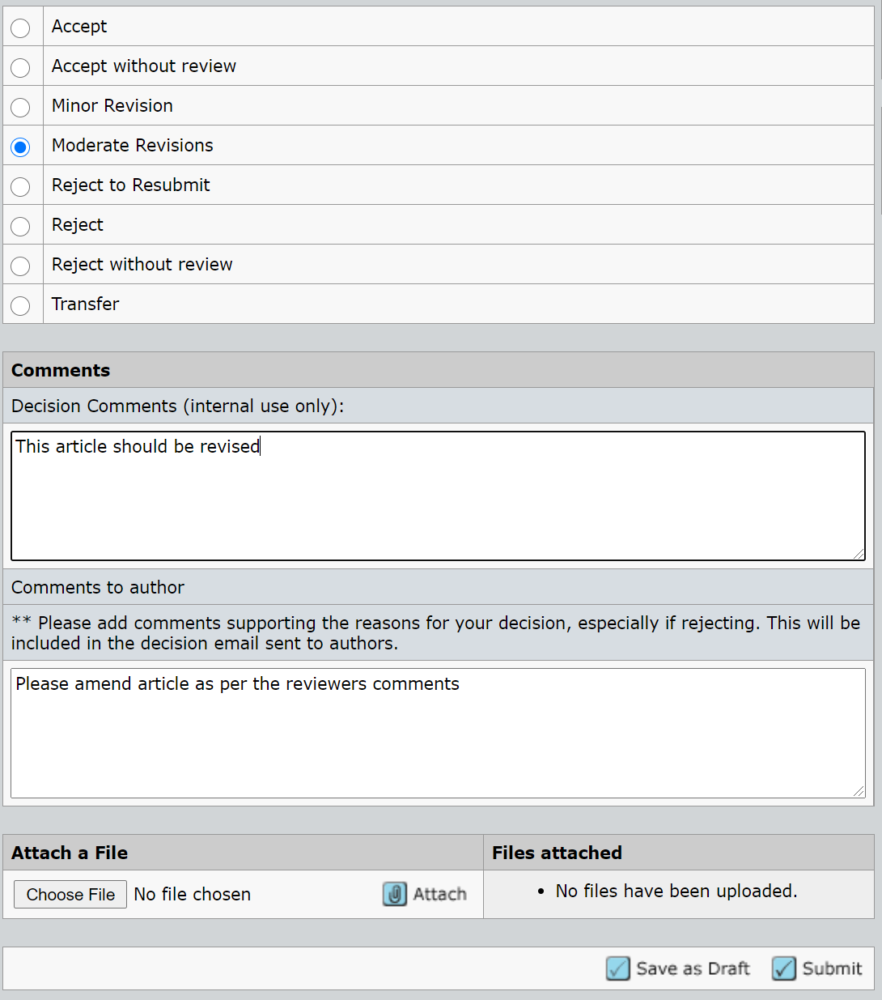 Accept
Accept without review
Minor Revision
Moderate Revisions
Reject to Resubmit
Reject
Reject without review
Transfer
Comments
Decision Comments (internal use only):
This article should be revised
Comments to author
** Please add comments supporting the reasons for your decision, especially if rejecting. This will be
included in the decision email sent to authors.
Please amend article as per the reviewers comments
Attach a File
Files attached
Choose File No file chosen
Attach
• No files have been uploaded.
Save as Draft
Submit